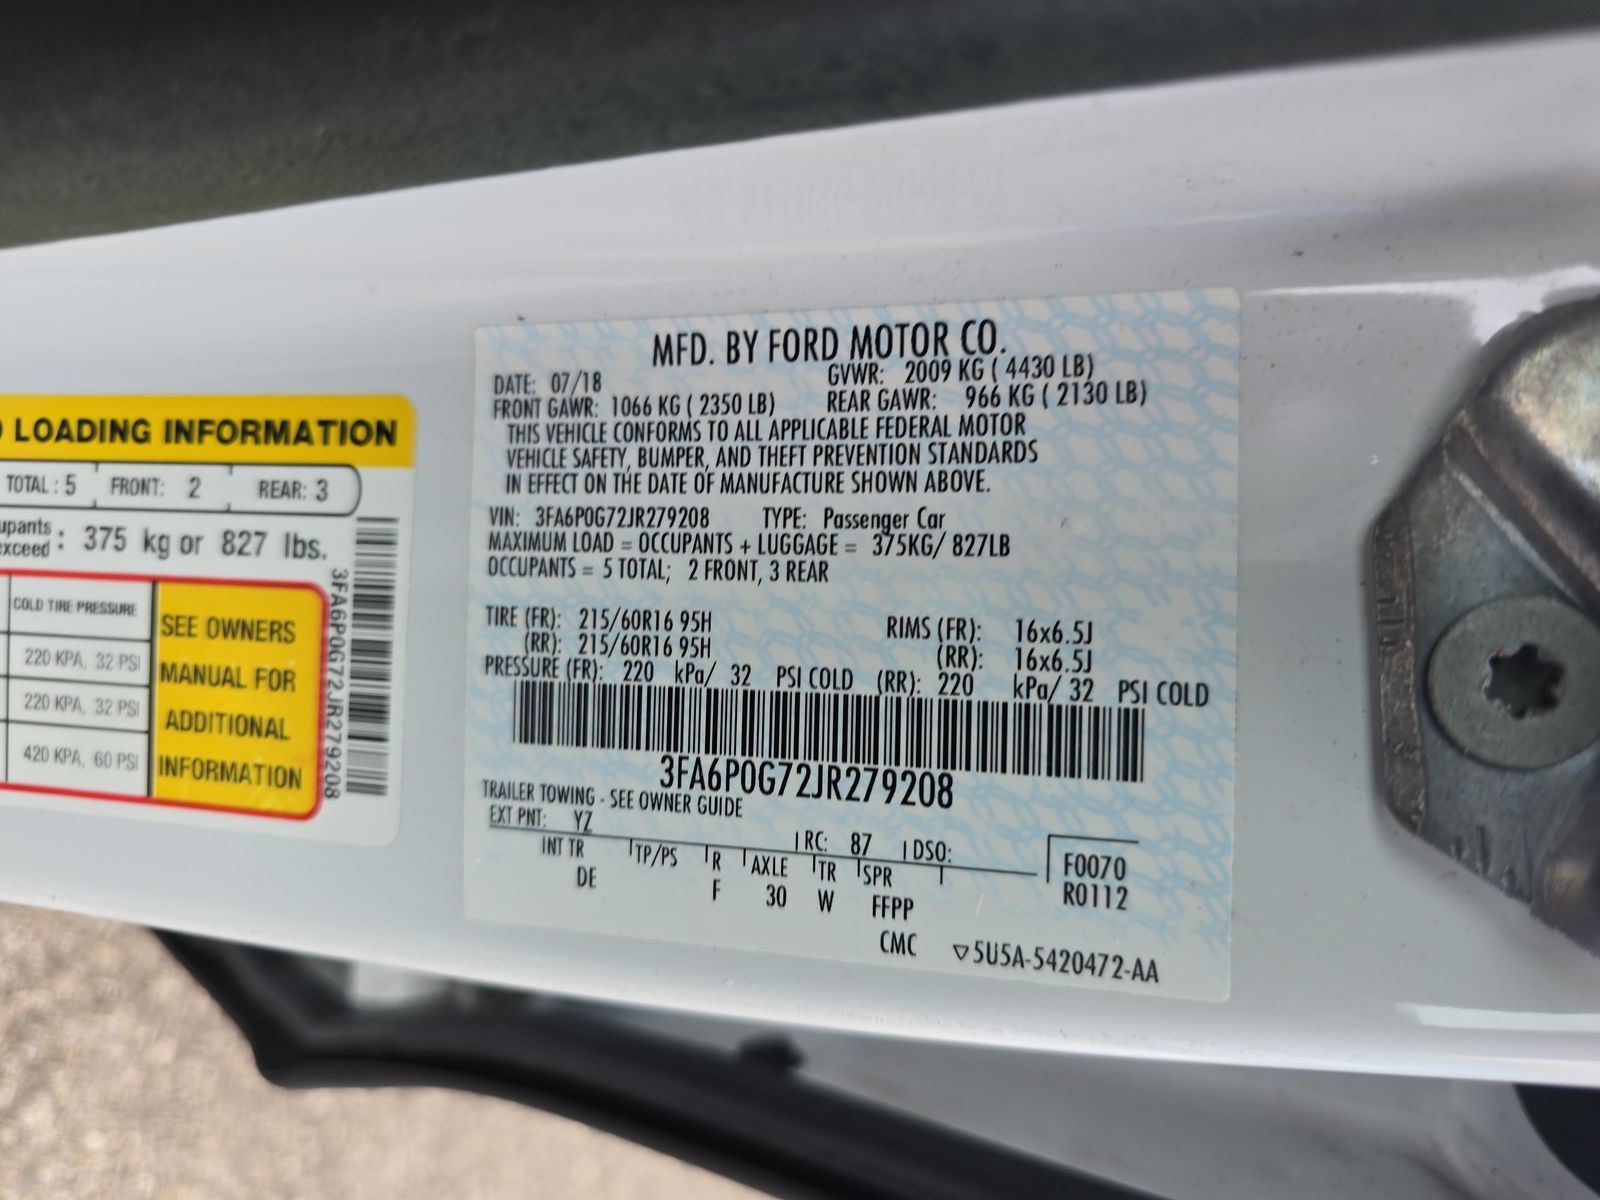 LOADING INFORMATION
TOTAL : 5 FRONT: 2 REAR: 3
375 kg or 827 lbs.
COLD TIRE PRESSURE
220 KPA, 32 PSI
220 KPA, 32 PSI
420 KPA, 60 PSI
SEE OWNERS
MANUAL FOR
ADDITIONAL
INFORMATION
3FA6P0G72JR279208
MFD. BY FORD MOTOR CO.
DATE: 07/18 GVWR: 2009 KG ( 4430 LB)
FRONT GAWR: 1066 KG ( 2350 LB) REAR GAWR: 966 KG ( 2130 LB)
THIS VEHICLE CONFORMS TO ALL APPLICABLE FEDERAL MOTOR
VEHICLE SAFETY, BUMPER, AND THEFT PREVENTION STANDARDS
IN EFFECT ON THE DATE OF MANUFACTURE SHOWN ABOVE.
VIN: 3FA6P0G72JR279208 TYPE: Passenger Car
MAXIMUM LOAD = OCCUPANTS + LUGGAGE = 375KG/ 827LB
OCCUPANTS = 5 TOTAL; 2 FRONT, 3 REAR
TIRE (FR): 215/60R16 95H RIMS (FR): 16x6.5J
(RR): 215/60R16 95H (RR): 16x6.5J
PRESSURE (FR): 220 kPa/ 32 PSI COLD (RR): 220 kPa/ 32 PSI COLD
3FA6P0G72JR279208
TRAILER TOWING - SEE OWNER GUIDE
EXT PNT: YZ RC: 87 DSO:
INT TR TP/PS R AXLE TR SPR F0070
DE F 30 W FFPP R0112
CMC ▽5U5A-5420472-AA